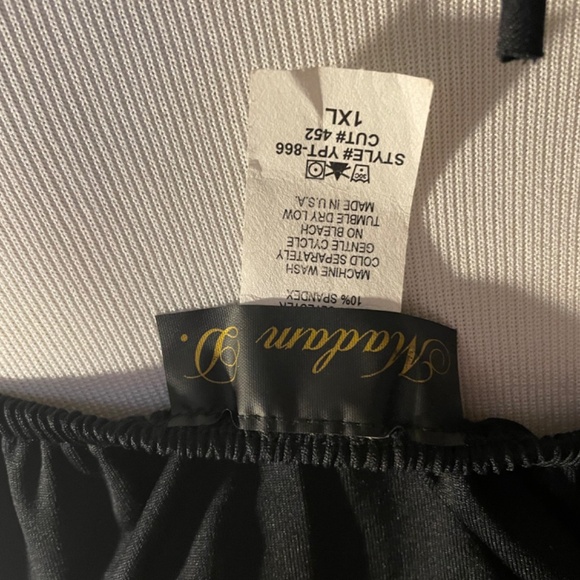 Madam D.
10% SPANDEX
MACHINE WASH
COLD SEPARATELY
GENTLE CYLCLE
NO BLEACH
TUMBLE DRY LOW
MADE IN U.S.A.
STYLE# YPT-866
CUT# 452
1XL